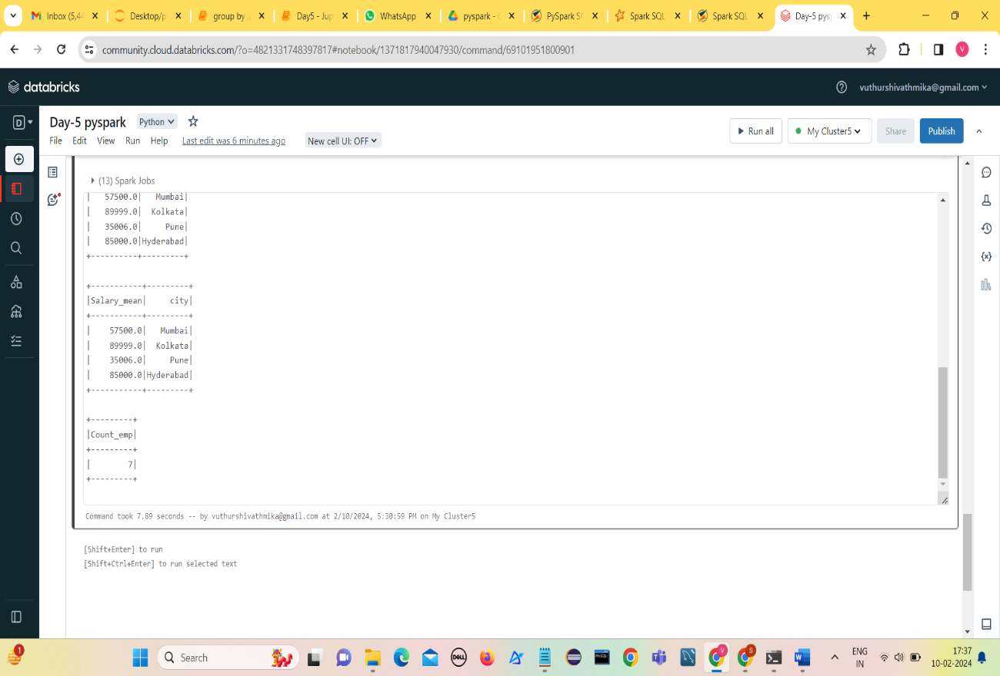 Inbox (5,44
Desktop/p
group by ,
Day5 - Jup
WhatsApp
pyspark - 
PySpark SQ
Spark SQL
Spark SQL
Day-5 pysp
community.cloud.databricks.com/?o=4821331748397817#notebook/1371817940047930/command/69101951800901
V
databricks
vuthurshivathmika@gmail.com
D
Day-5 pyspark
Python
File Edit View Run Help Last edit was 6 minutes ago New cell UI: OFF
Run all
My Cluster5
Share
Publish
(13) Spark Jobs
|   57500.0|   Mumbai|
|   89999.0|  Kolkata|
|   35006.0|     Pune|
|   85000.0|Hyderabad|
+----------+---------+
+-----------+---------+
|Salary_mean|     city|
+-----------+---------+
|    57500.0|   Mumbai|
|    89999.0|  Kolkata|
|    35006.0|     Pune|
|    85000.0|Hyderabad|
+-----------+---------+
+---------+
|Count_emp|
+---------+
|        7|
+---------+
Command took 7.89 seconds -- by vuthurshivathmika@gmail.com at 2/10/2024, 5:30:59 PM on My Cluster5
[Shift+Enter] to run
[Shift+Ctrl+Enter] to run selected text
1
Search
DELL
MySQL
V
S
ENG
IN
17:37
10-02-2024